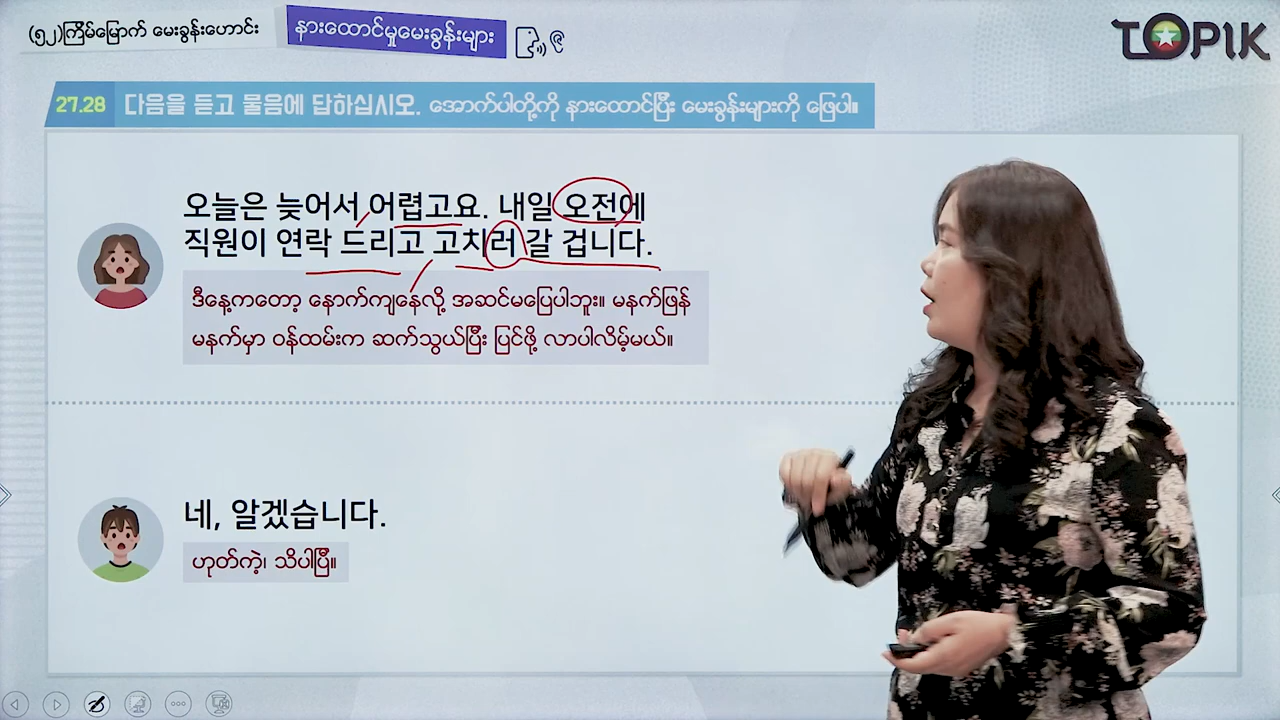 (၅၂)ကြိမ်မြောက် မေးခွန်းဟောင်း
နားထောင်မှုမေးခွန်းများ
TOPIK
27.28 다음을 듣고 물음에 답하십시오. အောက်ပါတို့ကို နားထောင်ပြီး မေးခွန်းများကို ဖြေပါ။
오늘은 늦어서 어렵고요. 내일 오전에
직원이 연락 드리고 고치러 갈 겁니다.
ဒီနေ့ကတော့ နောက်ကျနေလို့ အဆင်မပြေပါဘူး။ မနက်ဖြန်
မနက်မှာ ဝန်ထမ်းက ဆက်သွယ်ပြီး ပြင်ဖို့ လာပါလိမ့်မယ်။
네, 알겠습니다.
ဟုတ်ကဲ့၊ သိပါပြီ။